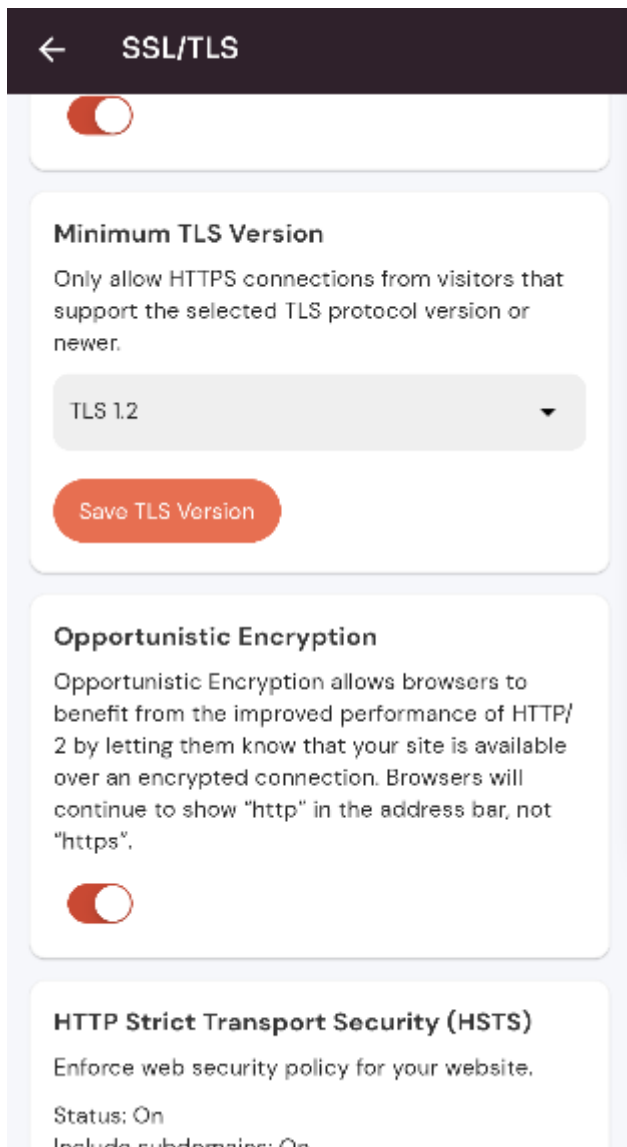 SSL/TLS
Minimum TLS Version
Only allow HTTPS connections from visitors that
support the selected TLS protocol version or
newer.
TLS 1.2
Save TLS Version
Opportunistic Encryption
Opportunistic Encryption allows browsers to
benefit from the improved performance of HTTP/
2 by letting them know that your site is available
over an encrypted connection. Browsers will
continue to show “http” in the address bar, not
“https”.
HTTP Strict Transport Security (HSTS)
Enforce web security policy for your website.
Status: On
Include subdomains: On